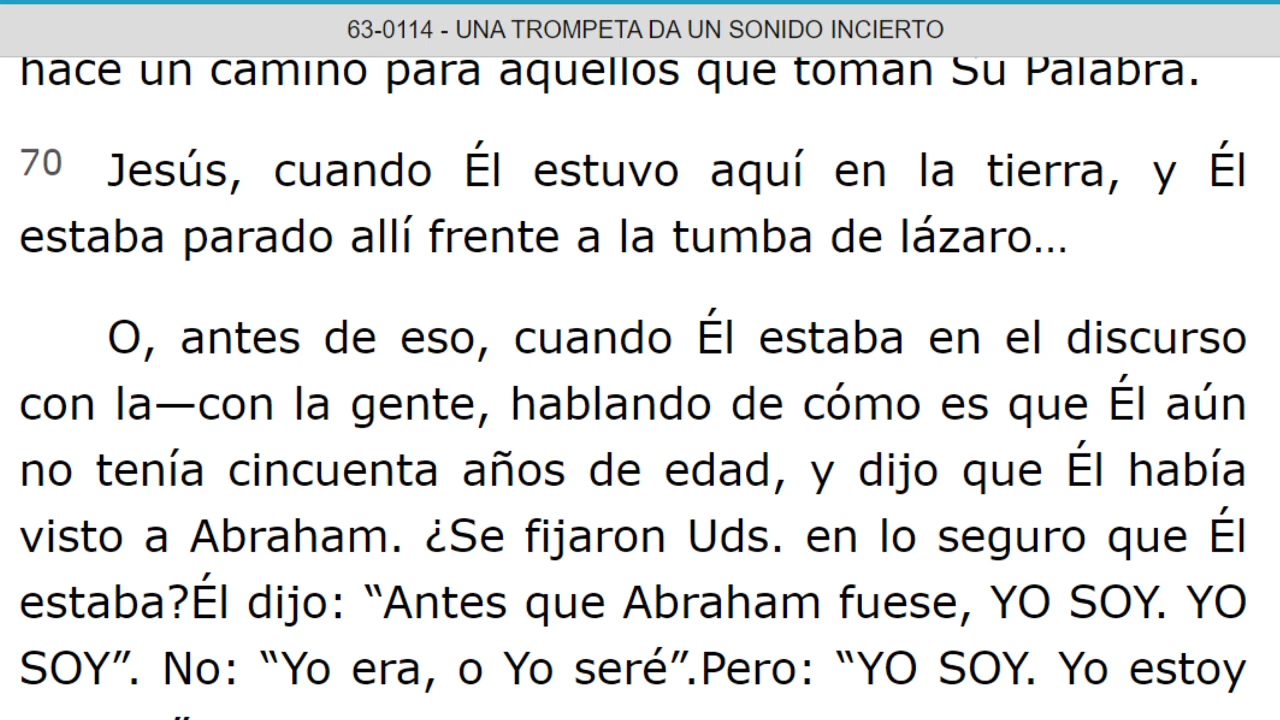 63-0114 - UNA TROMPETA DA UN SONIDO INCIERTO
hace un camino para aquellos que toman Su Palabra.
70 Jesús, cuando Él estuvo aquí en la tierra, y Él
estaba parado allí frente a la tumba de lázaro...
O, antes de eso, cuando Él estaba en el discurso
con la—con la gente, hablando de cómo es que Él aún
no tenía cincuenta años de edad, y dijo que Él había
visto a Abraham. ¿Se fijaron Uds. en lo seguro que Él
estaba?Él dijo: “Antes que Abraham fuese, YO SOY. YO
SOY”. No: “Yo era, o Yo seré”.Pero: “YO SOY. Yo estoy